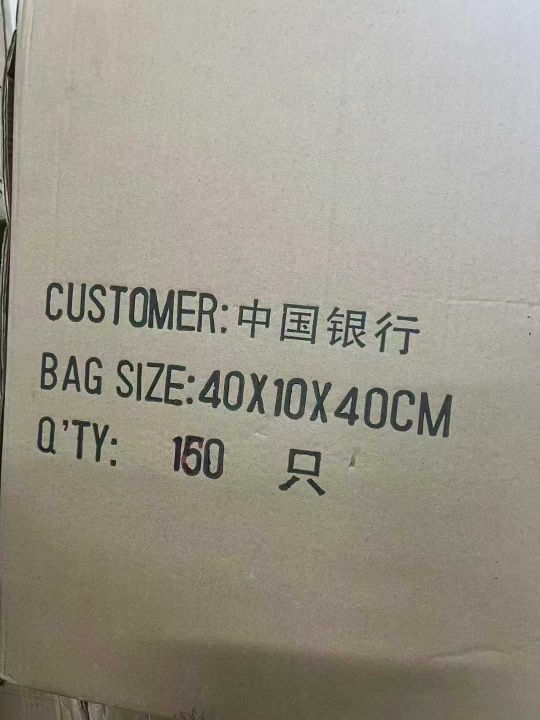 CUSTOMER:中国银行
BAG SIZE:40X10X40CM
Q'TY: 150 只